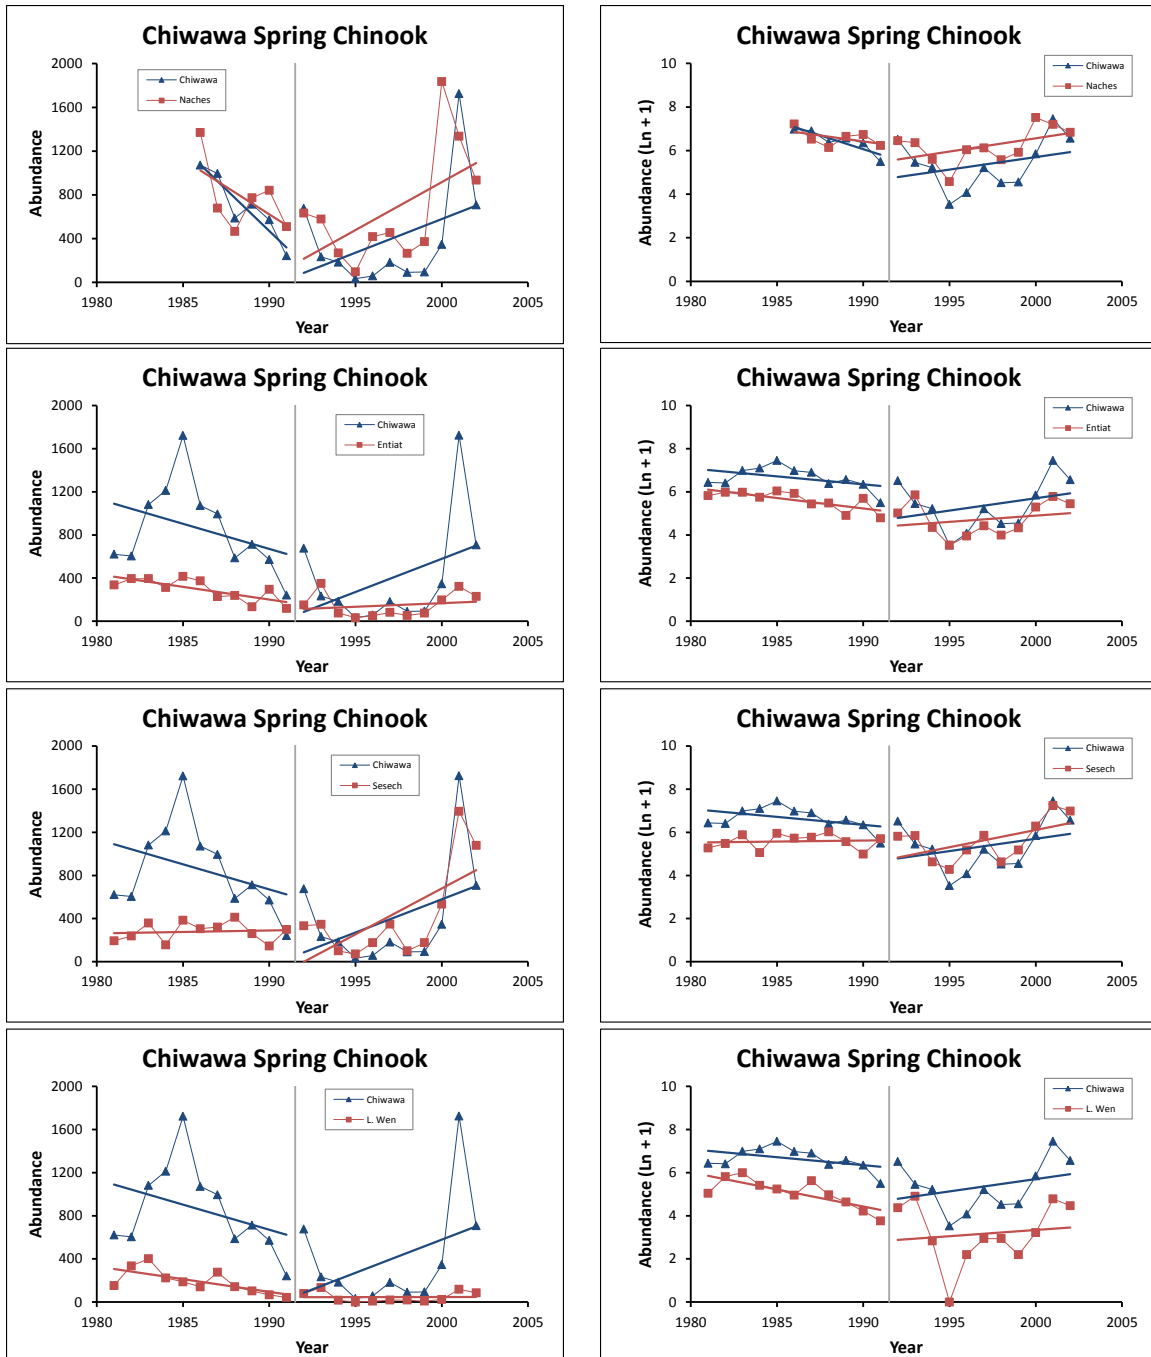 Chiwawa Spring Chinook
2000
1600
1200
800
400
0
1980 1985 1990 1995 2000 2005
Abundance
Year
Chiwawa
Naches
Chiwawa Spring Chinook
10
8
6
4
2
0
1980 1985 1990 1995 2000 2005
Abundance (Ln + 1)
Year
Chiwawa
Naches
Chiwawa Spring Chinook
2000
1600
1200
800
400
0
1980 1985 1990 1995 2000 2005
Abundance
Year
Chiwawa
Entiat
Chiwawa Spring Chinook
10
8
6
4
2
0
1980 1985 1990 1995 2000 2005
Abundance (Ln + 1)
Year
Chiwawa
Entiat
Chiwawa Spring Chinook
2000
1600
1200
800
400
0
1980 1985 1990 1995 2000 2005
Abundance
Year
Chiwawa
Sesech
Chiwawa Spring Chinook
10
8
6
4
2
0
1980 1985 1990 1995 2000 2005
Abundance (Ln + 1)
Year
Chiwawa
Sesech
Chiwawa Spring Chinook
2000
1600
1200
800
400
0
1980 1985 1990 1995 2000 2005
Abundance
Year
Chiwawa
L. Wen
Chiwawa Spring Chinook
10
8
6
4
2
0
1980 1985 1990 1995 2000 2005
Abundance (Ln + 1)
Year
Chiwawa
L. Wen